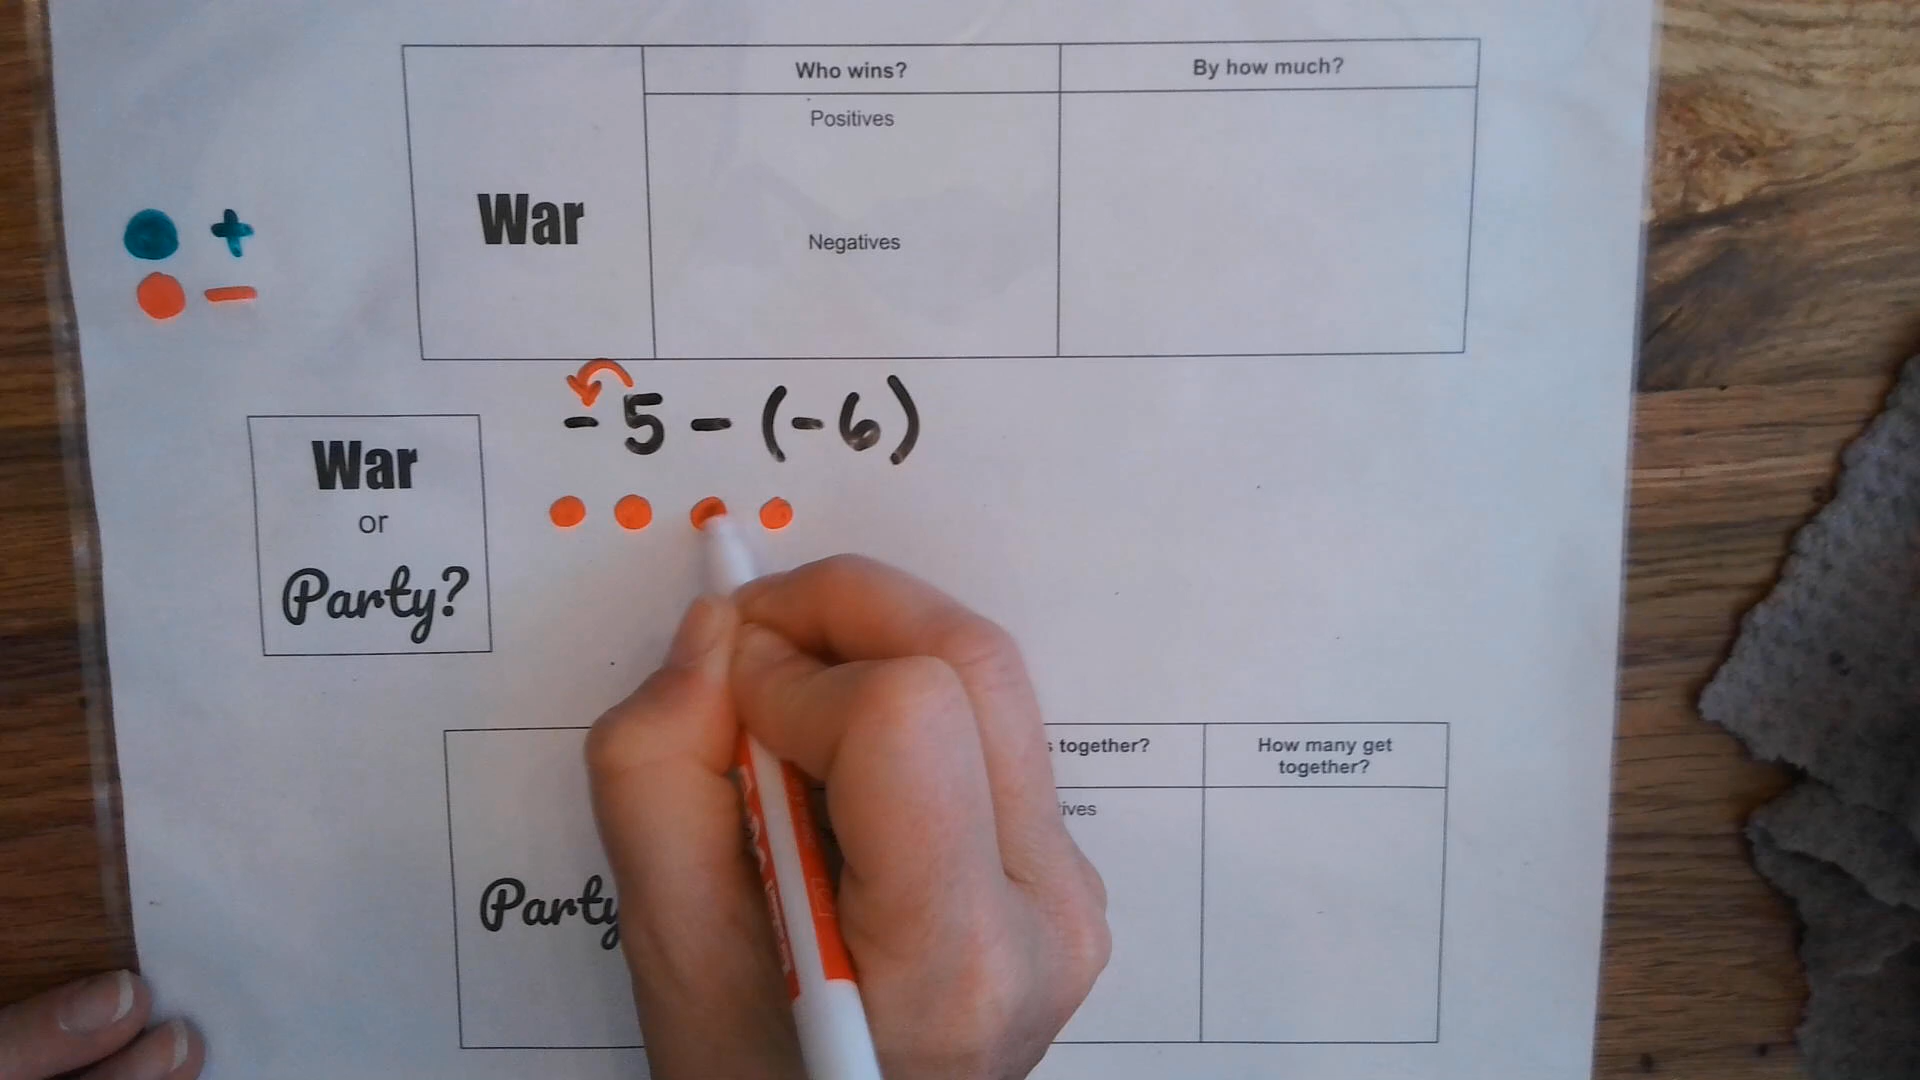 Who wins?
By how much?
War
Positives
Negatives
+
-
-5-(-6)
War
or
Party?
Party
together?
How many get
together?